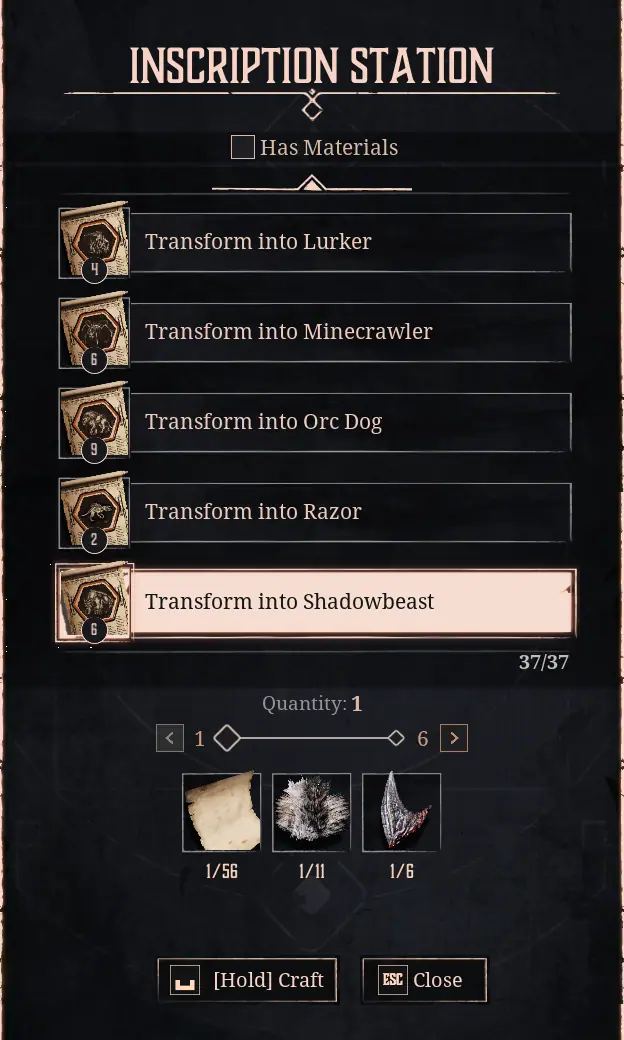 INSCRIPTION STATION
Has Materials
Transform into Lurker
4
Transform into Minecrawler
6
Transform into Orc Dog
9
Transform into Razor
2
Transform into Shadowbeast
6
37/37
Quantity: 1
< 1 6 >
1/56 1/11 1/6
[Hold] Craft ESC Close